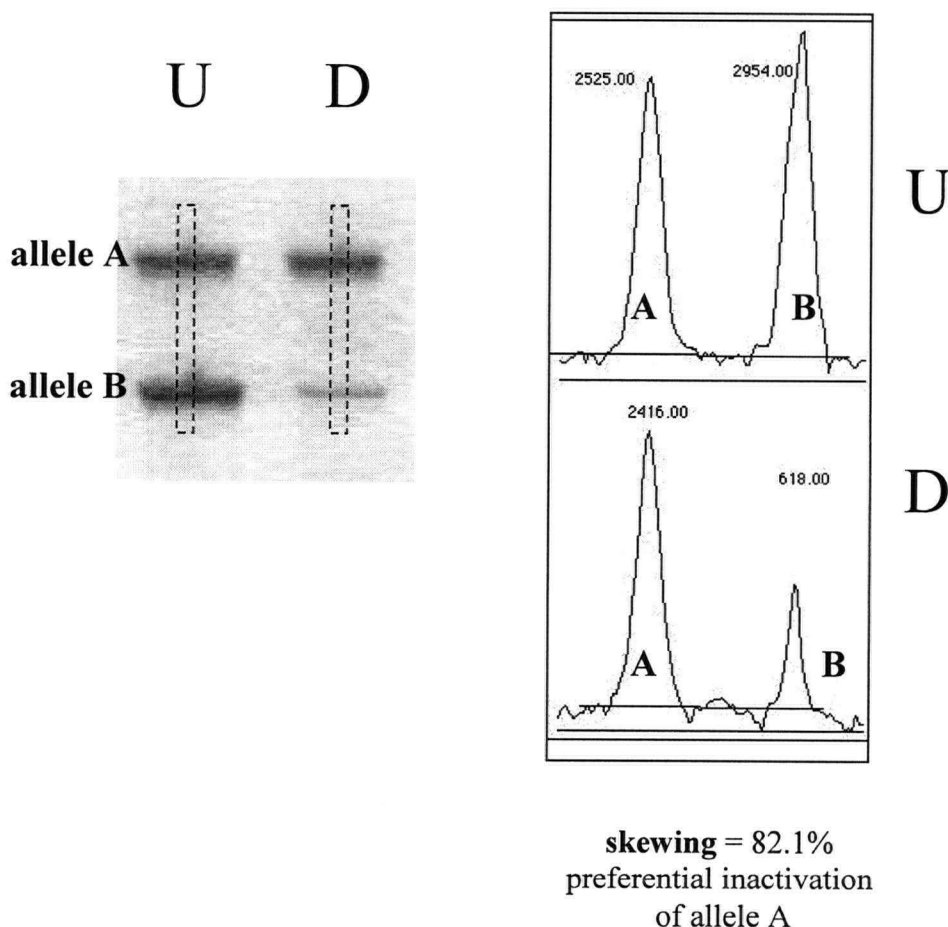 U D
allele A
allele B
2525.00 2954.00
A B
U
2416.00
618.00
A B
D
skewing = 82.1%
preferential inactivation
of allele A